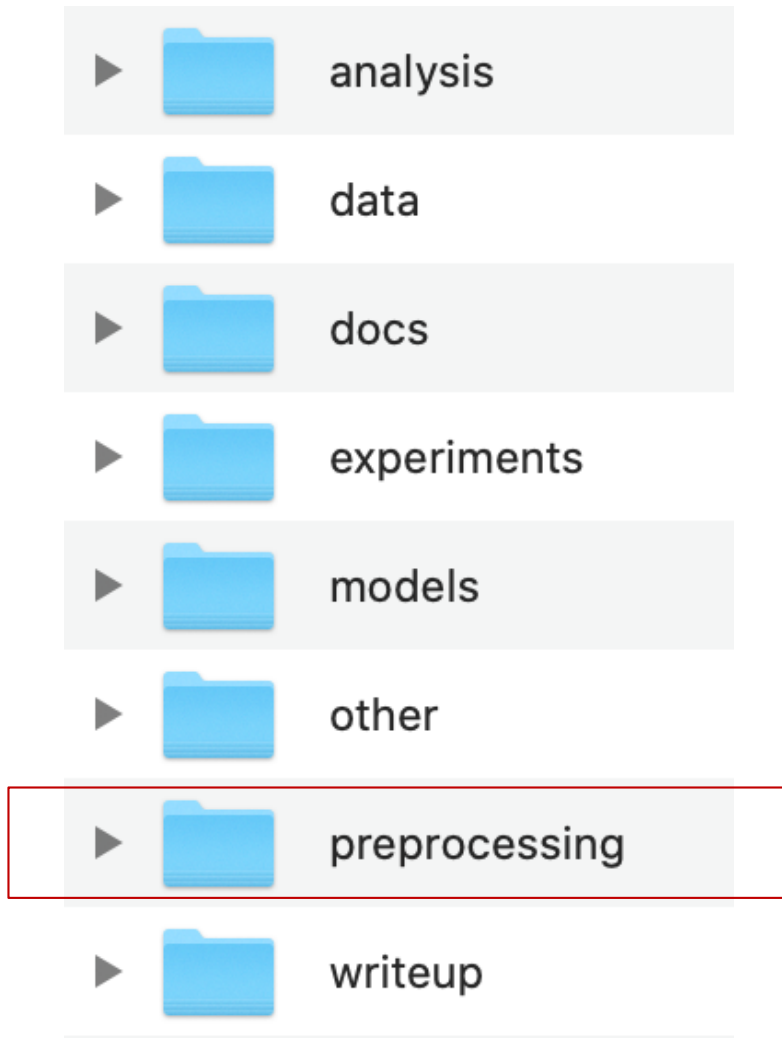 analysis
data
docs
experiments
models
other
preprocessing
writeup